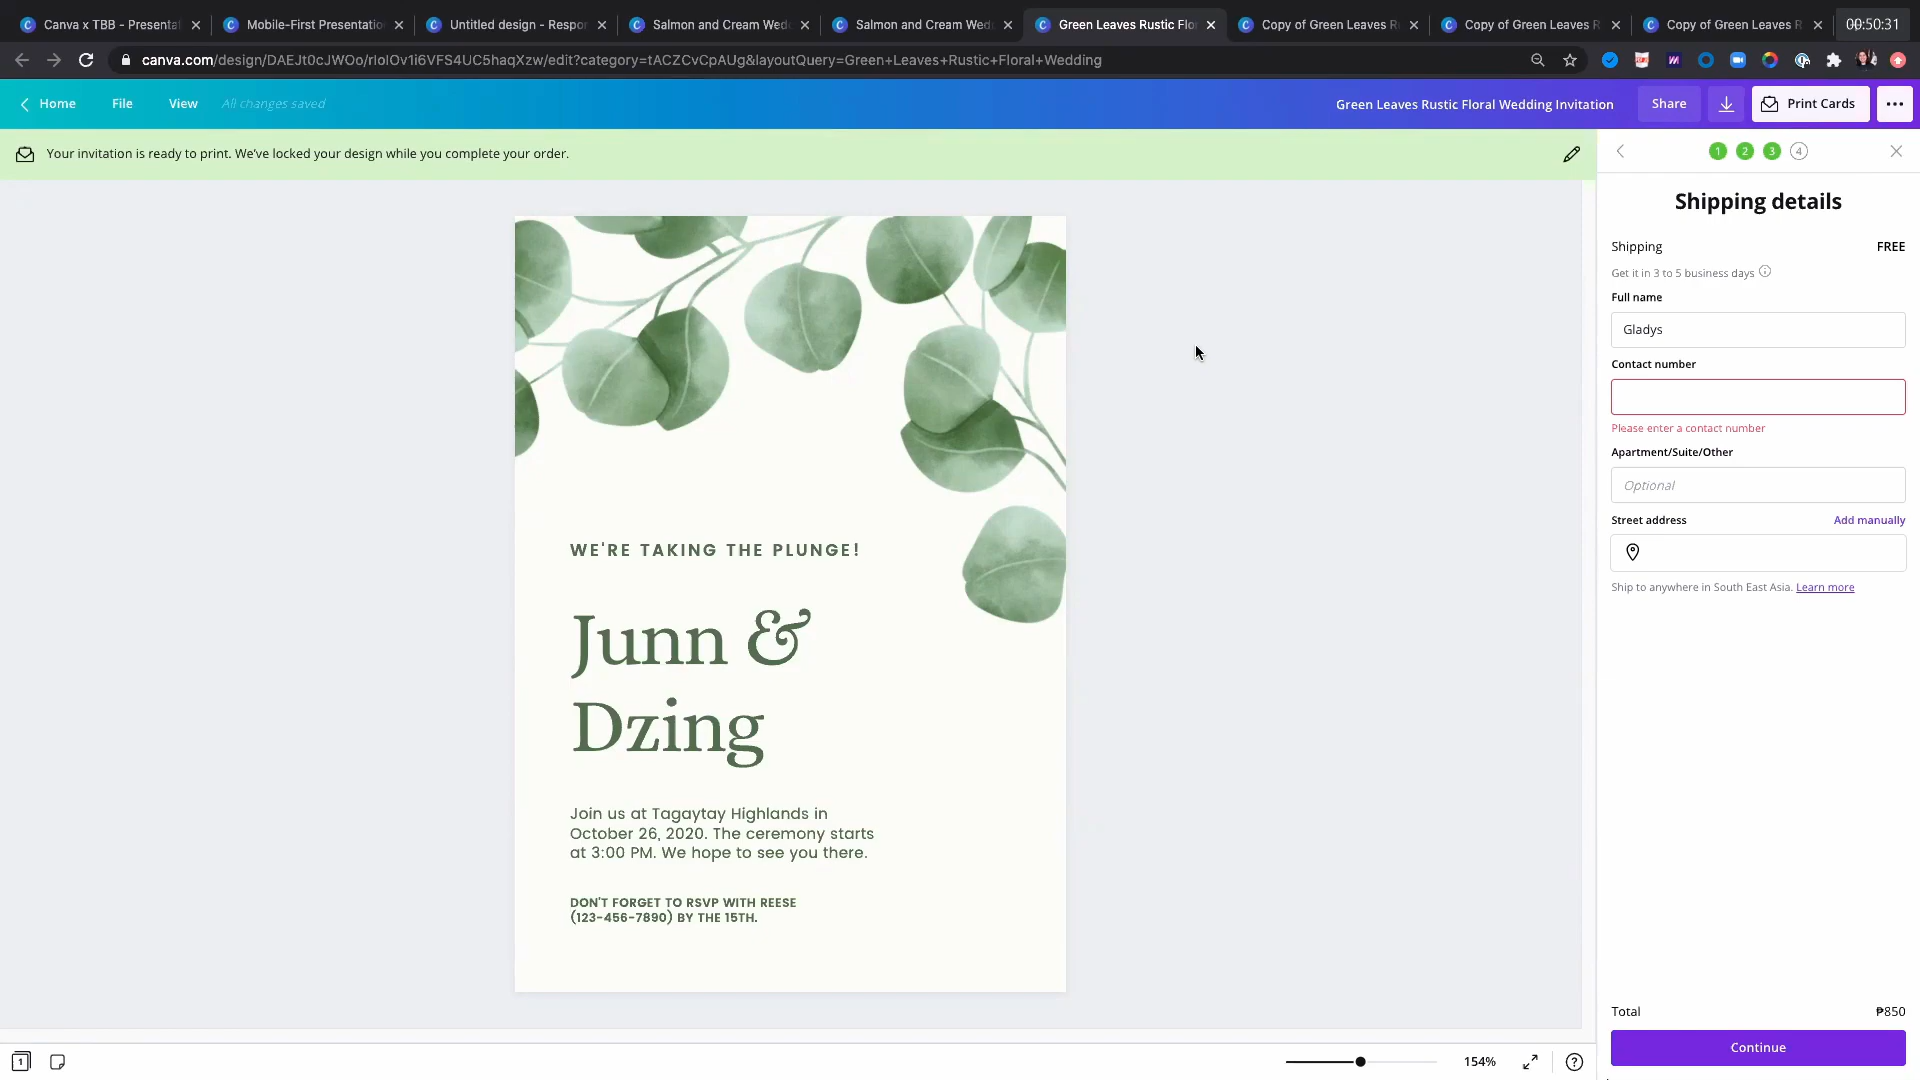 Canva x TBB - Presentat
Mobile-First Presentatio
Untitled design - Respor
Salmon and Cream Wed
Salmon and Cream Wed
Green Leaves Rustic Flo
Copy of Green Leaves R
Copy of Green Leaves R
Copy of Green Leaves R
00:50:31
canva.com/design/DAEJt0cJWOo/rIolOv1i6VFS4UC5haqXzw/edit?category=tACZCvCpAUg&layoutQuery=Green+Leaves+Rustic+Floral+Wedding
Home
File
View
All changes saved
Green Leaves Rustic Floral Wedding Invitation
Share
Print Cards
Your invitation is ready to print. We've locked your design while you complete your order.
1
2
3
4
Shipping details
Shipping FREE
Get it in 3 to 5 business days
Full name
Gladys
Contact number
Please enter a contact number
Apartment/Suite/Other
Optional
Street address Add manually
Ship to anywhere in South East Asia. Learn more
WE'RE TAKING THE PLUNGE!
Junn &
Dzing
Join us at Tagaytay Highlands in
October 26, 2020. The ceremony starts
at 3:00 PM. We hope to see you there.
DON'T FORGET TO RSVP WITH REESE
(123-456-7890) BY THE 15TH.
Total ₱850
Continue
1
154%